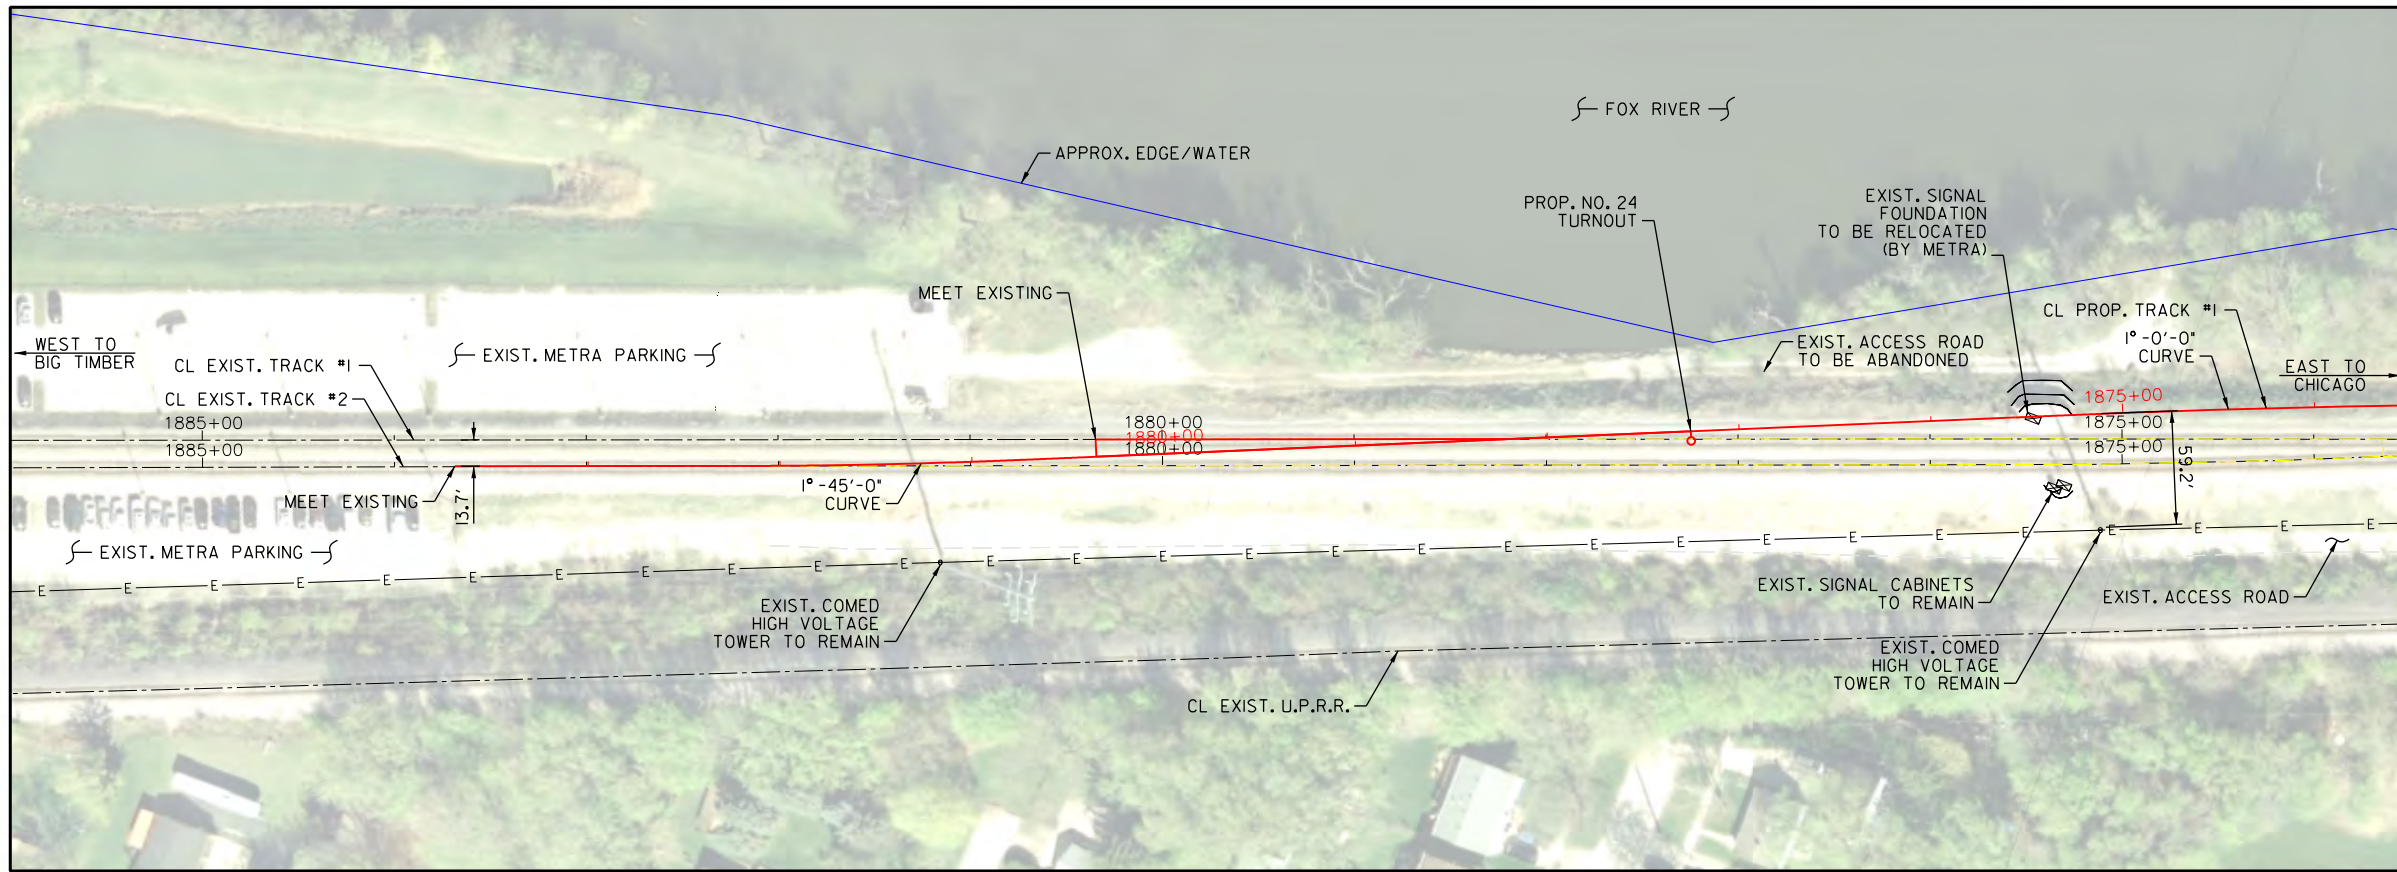 FOX RIVER
APPROX. EDGE/WATER
PROP. NO. 24
TURNOUT
EXIST. SIGNAL
FOUNDATION
TO BE RELOCATED
(BY METRA)
MEET EXISTING
CL PROP. TRACK #1
1°-0'-0"
CURVE
WEST TO
BIG TIMBER
CL EXIST. TRACK #1
EXIST. METRA PARKING
EXIST. ACCESS ROAD
TO BE ABANDONED
EAST TO
CHICAGO
CL EXIST. TRACK #2
1885+00
1885+00
1880+00
1880+00
1880+00
1875+00
1875+00
1875+00
59.2'
MEET EXISTING
13.7'
1°-45'-0"
CURVE
EXIST. METRA PARKING
E E E E E E E E E E E E E E E E E E E E E E E E E E E E
EXIST. COMED
HIGH VOLTAGE
TOWER TO REMAIN
EXIST. SIGNAL CABINETS
TO REMAIN
EXIST. ACCESS ROAD
EXIST. COMED
HIGH VOLTAGE
TOWER TO REMAIN
CL EXIST. U.P.R.R.